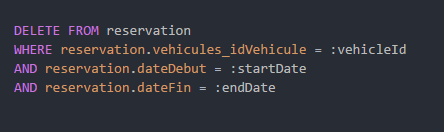 DELETE FROM reservation
WHERE reservation.vehicules_idVehicule = :vehicleId
AND reservation.dateDebut = :startDate
AND reservation.dateFin = :endDate